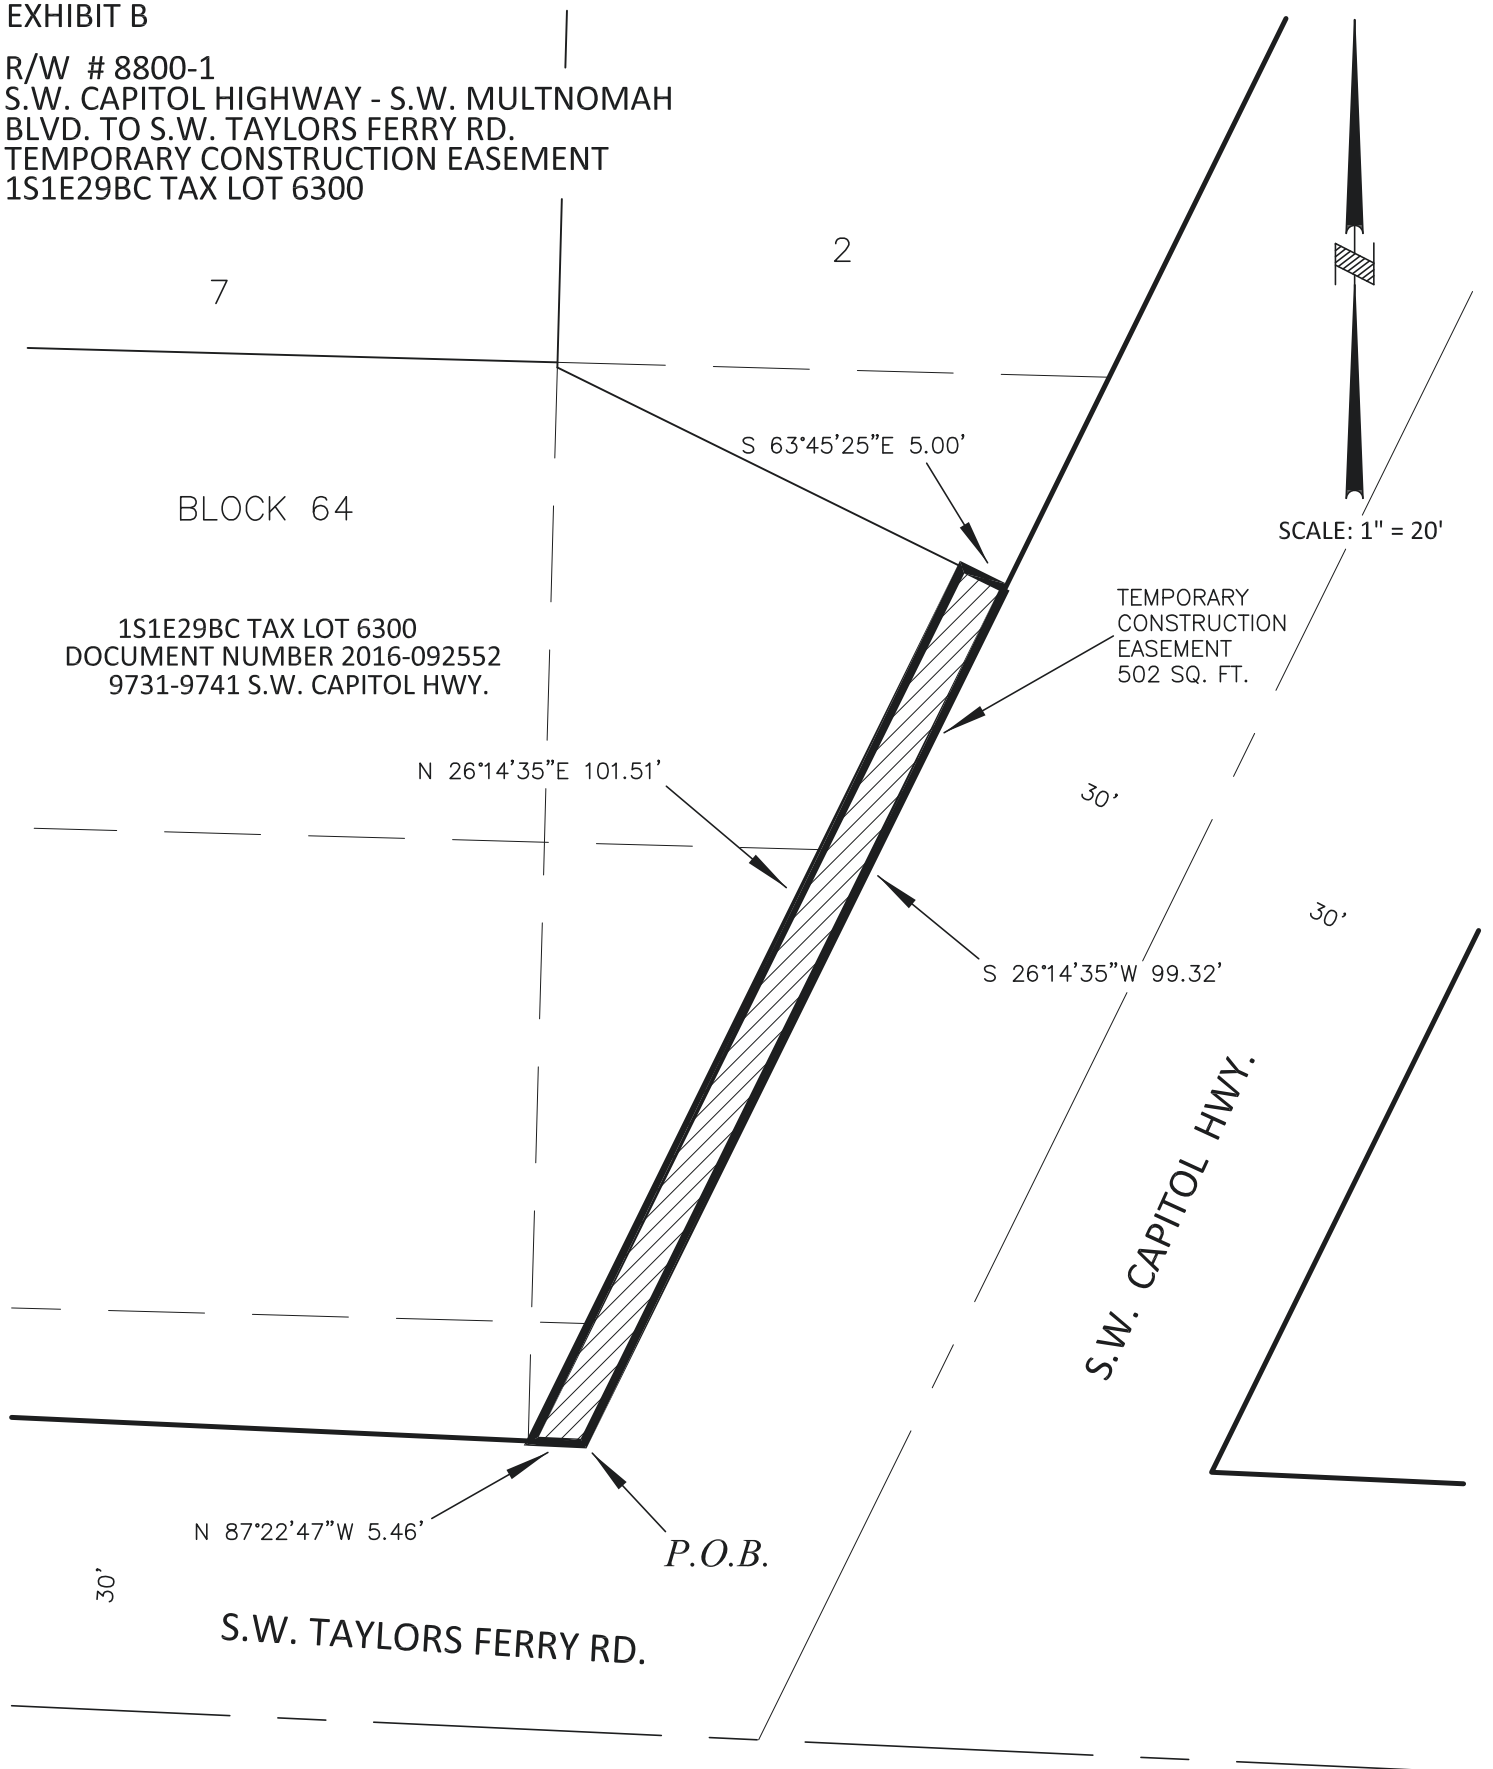 EXHIBIT B
R/W # 8800-1
S.W. CAPITOL HIGHWAY - S.W. MULTNOMAH
BLVD. TO S.W. TAYLORS FERRY RD.
TEMPORARY CONSTRUCTION EASEMENT
1S1E29BC TAX LOT 6300
2
7
S 63°45'25"E 5.00'
BLOCK 64
SCALE: 1" = 20'
1S1E29BC TAX LOT 6300
DOCUMENT NUMBER 2016-092552
9731-9741 S.W. CAPITOL HWY.
TEMPORARY
CONSTRUCTION
EASEMENT
502 SQ. FT.
N 26°14'35"E 101.51'
30'
30'
S 26°14'35"W 99.32'
S.W. CAPITOL HWY.
N 87°22'47"W 5.46'
P.O.B.
30'
S.W. TAYLORS FERRY RD.